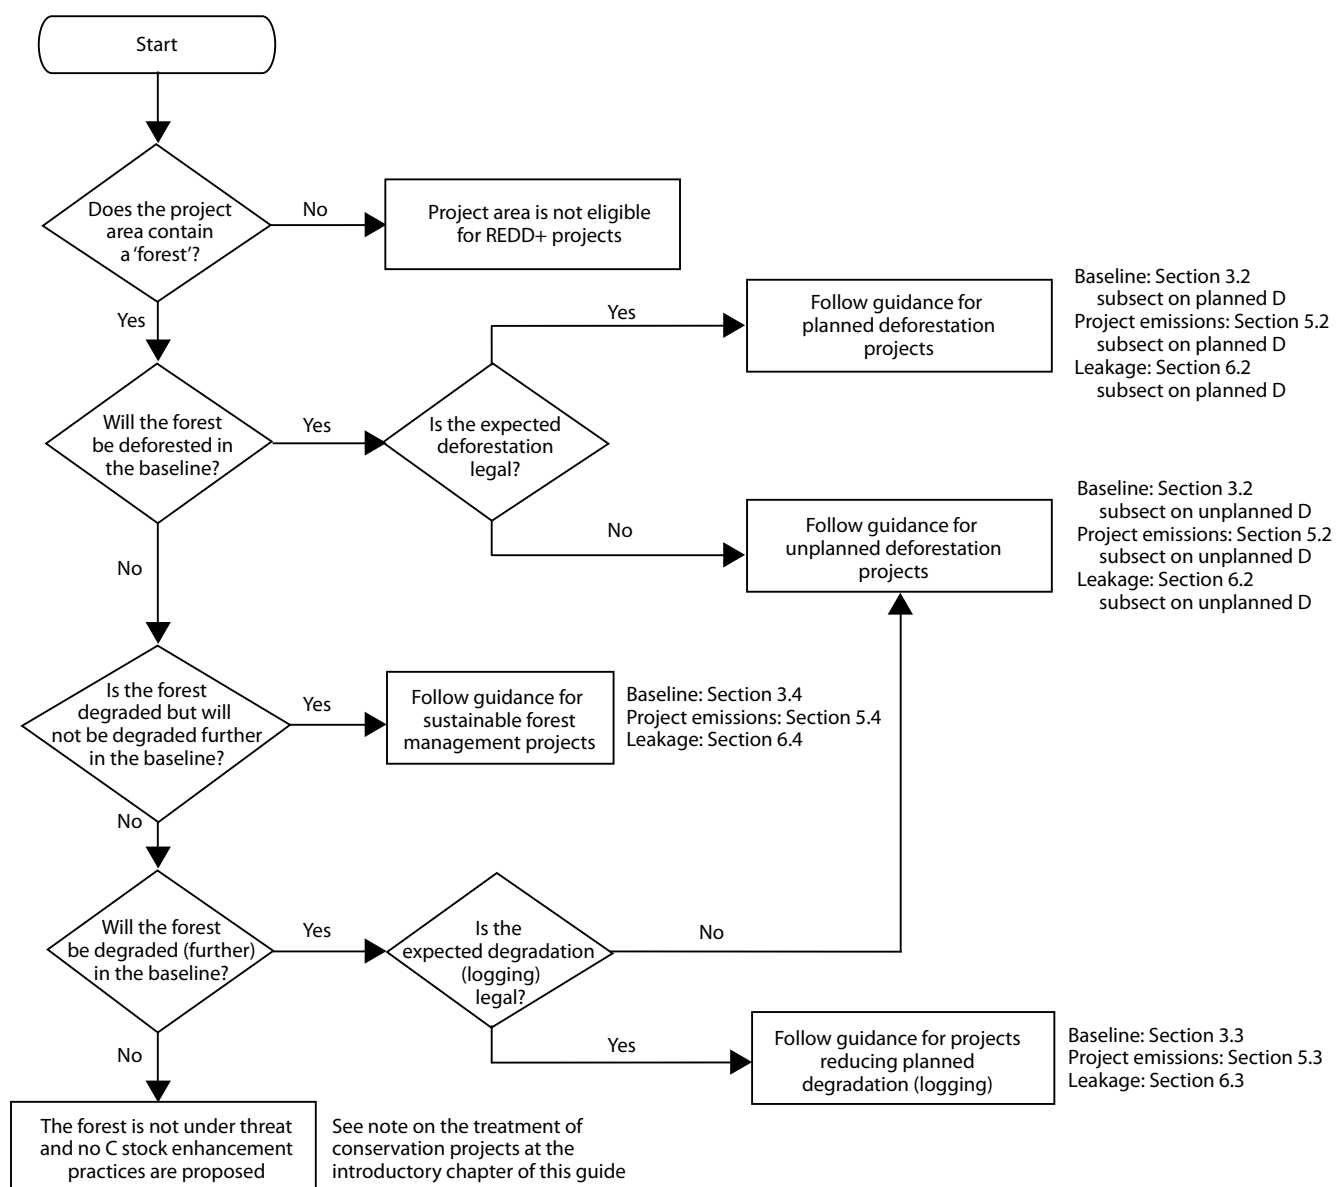 Start
Does the project
area contain
a ‘forest’?
No
Project area is not eligible
for REDD+ projects
Yes
Will the forest
be deforested in
the baseline?
Yes
Is the expected
deforestation
legal?
Yes
Follow guidance for
planned deforestation
projects
Baseline: Section 3.2
subsect on planned D
Project emissions: Section 5.2
subsect on planned D
Leakage: Section 6.2
subsect on planned D
No
Follow guidance for
unplanned deforestation
projects
Baseline: Section 3.2
subsect on unplanned D
Project emissions: Section 5.2
subsect on unplanned D
Leakage: Section 6.2
subsect on unplanned D
No
Is the forest
degraded but will
not be degraded further
in the baseline?
Yes
Follow guidance for
sustainable forest
management projects
Baseline: Section 3.4
Project emissions: Section 5.4
Leakage: Section 6.4
No
Will the forest
be degraded (further)
in the baseline?
Yes
Is the
expected degradation
(logging)
legal?
No
Yes
Follow guidance for projects
reducing planned
degradation (logging)
Baseline: Section 3.3
Project emissions: Section 5.3
Leakage: Section 6.3
No
The forest is not under threat
and no C stock enhancement
practices are proposed
See note on the treatment of
conservation projects at the
introductory chapter of this guide